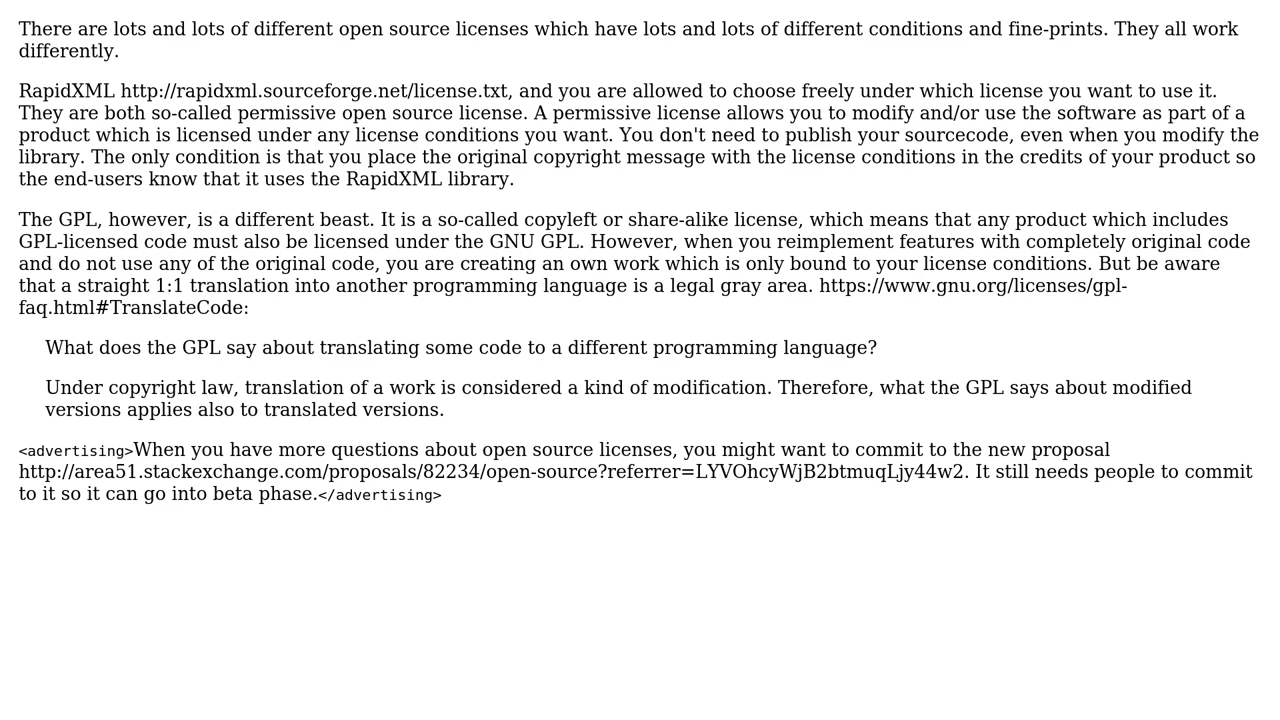 There are lots and lots of different open source licenses which have lots and lots of different conditions and fine-prints. They all work
differently.
RapidXML http://rapidxml.sourceforge.net/license.txt, and you are allowed to choose freely under which license you want to use it.
They are both so-called permissive open source license. A permissive license allows you to modify and/or use the software as part of a
product which is licensed under any license conditions you want. You don't need to publish your sourcecode, even when you modify the
library. The only condition is that you place the original copyright message with the license conditions in the credits of your product so
the end-users know that it uses the RapidXML library.
The GPL, however, is a different beast. It is a so-called copyleft or share-alike license, which means that any product which includes
GPL-licensed code must also be licensed under the GNU GPL. However, when you reimplement features with completely original code
and do not use any of the original code, you are creating an own work which is only bound to your license conditions. But be aware
that a straight 1:1 translation into another programming language is a legal gray area. https://www.gnu.org/licenses/gpl-
faq.html#TranslateCode:
What does the GPL say about translating some code to a different programming language?
Under copyright law, translation of a work is considered a kind of modification. Therefore, what the GPL says about modified
versions applies also to translated versions.
<advertising>When you have more questions about open source licenses, you might want to commit to the new proposal
http://area51.stackexchange.com/proposals/82234/open-source?referrer=LYVOhcyWjB2btmuqLjy44w2. It still needs people to commit
to it so it can go into beta phase.</advertising>